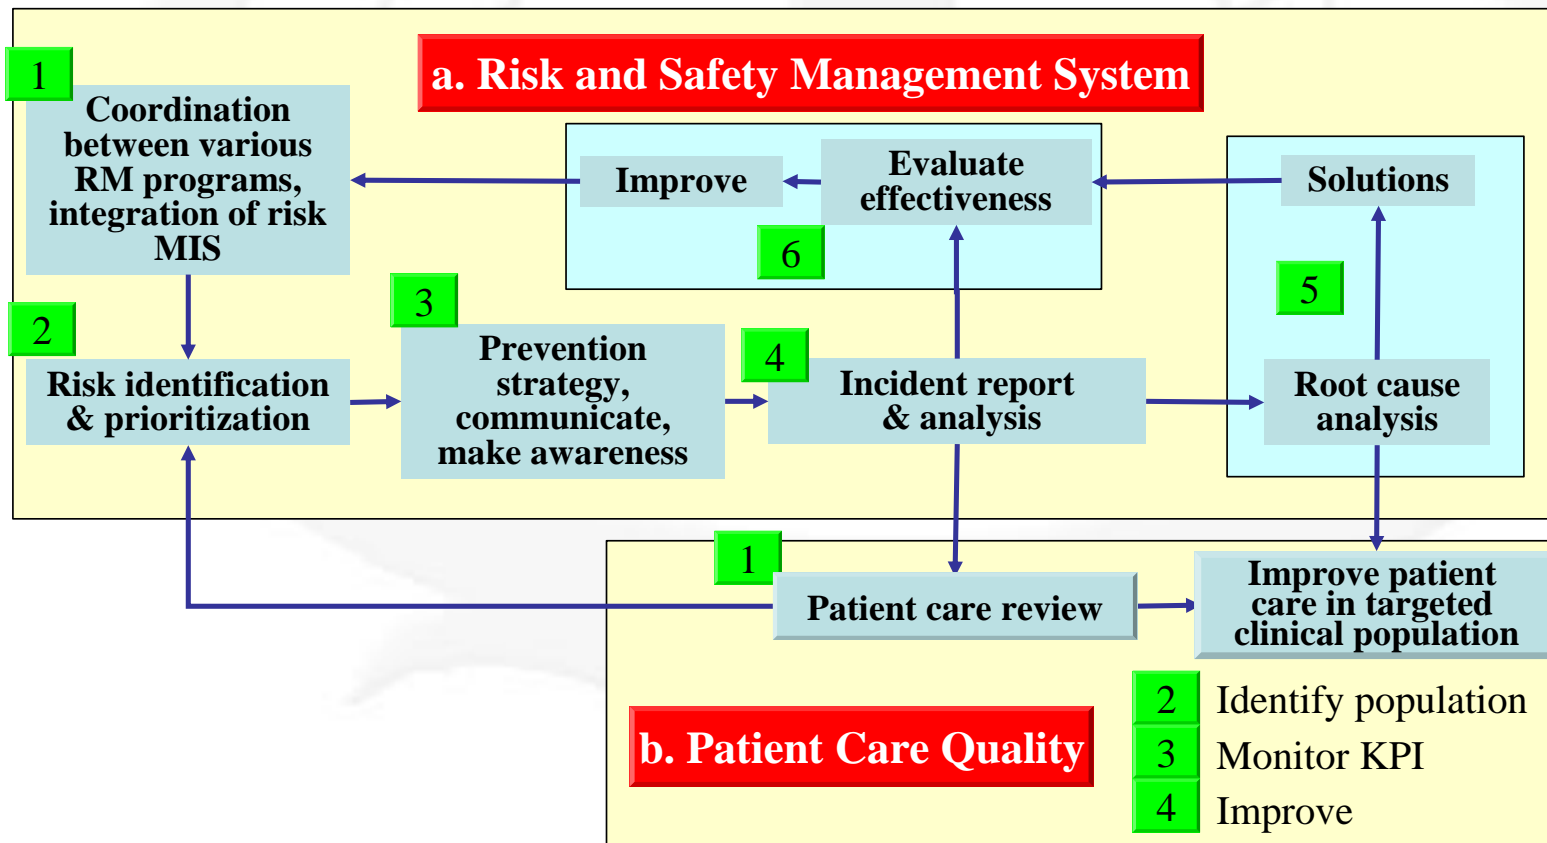 a. Risk and Safety Management System
1
Coordination
between various
RM programs,
integration of risk
MIS
Improve
Evaluate
effectiveness
6
Solutions
5
2
Risk identification
& prioritization
3
Prevention
strategy,
communicate,
make awareness
4
Incident report
& analysis
Root cause
analysis
1
Patient care review
Improve patient
care in targeted
clinical population
b. Patient Care Quality
2 Identify population
3 Monitor KPI
4 Improve